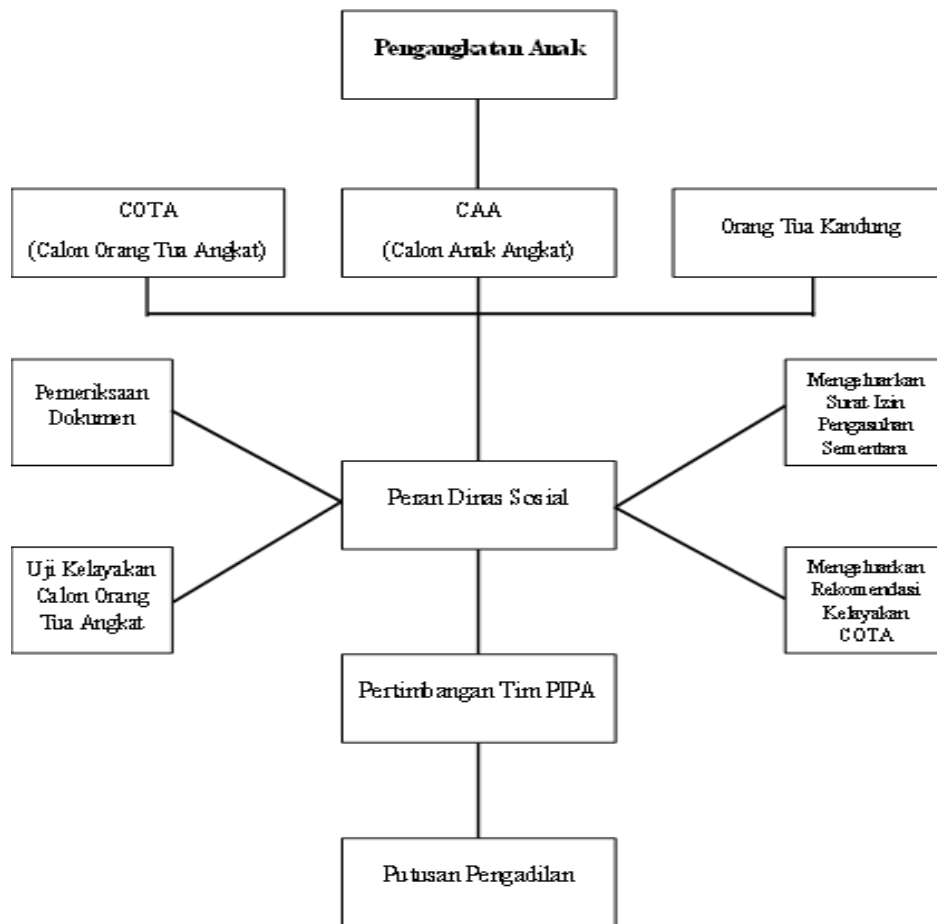 Pengangkatan Anak
COTA
(Calon Orang Tua Angkat)
CAA
(Calon Anak Angkat)
Orang Tua Kandung
Pemeriksaan
Dokumen
Mengeluarkan
Surat Izin
Pengasuhan
Sementara
Peran Dinas Sosial
Uji Kelayakan
Calon Orang
Tua Angkat
Mengeluarkan
Rekomendasi
Kelayakan
COTA
Pertimbangan Tim PIPA
Putusan Pengadilan